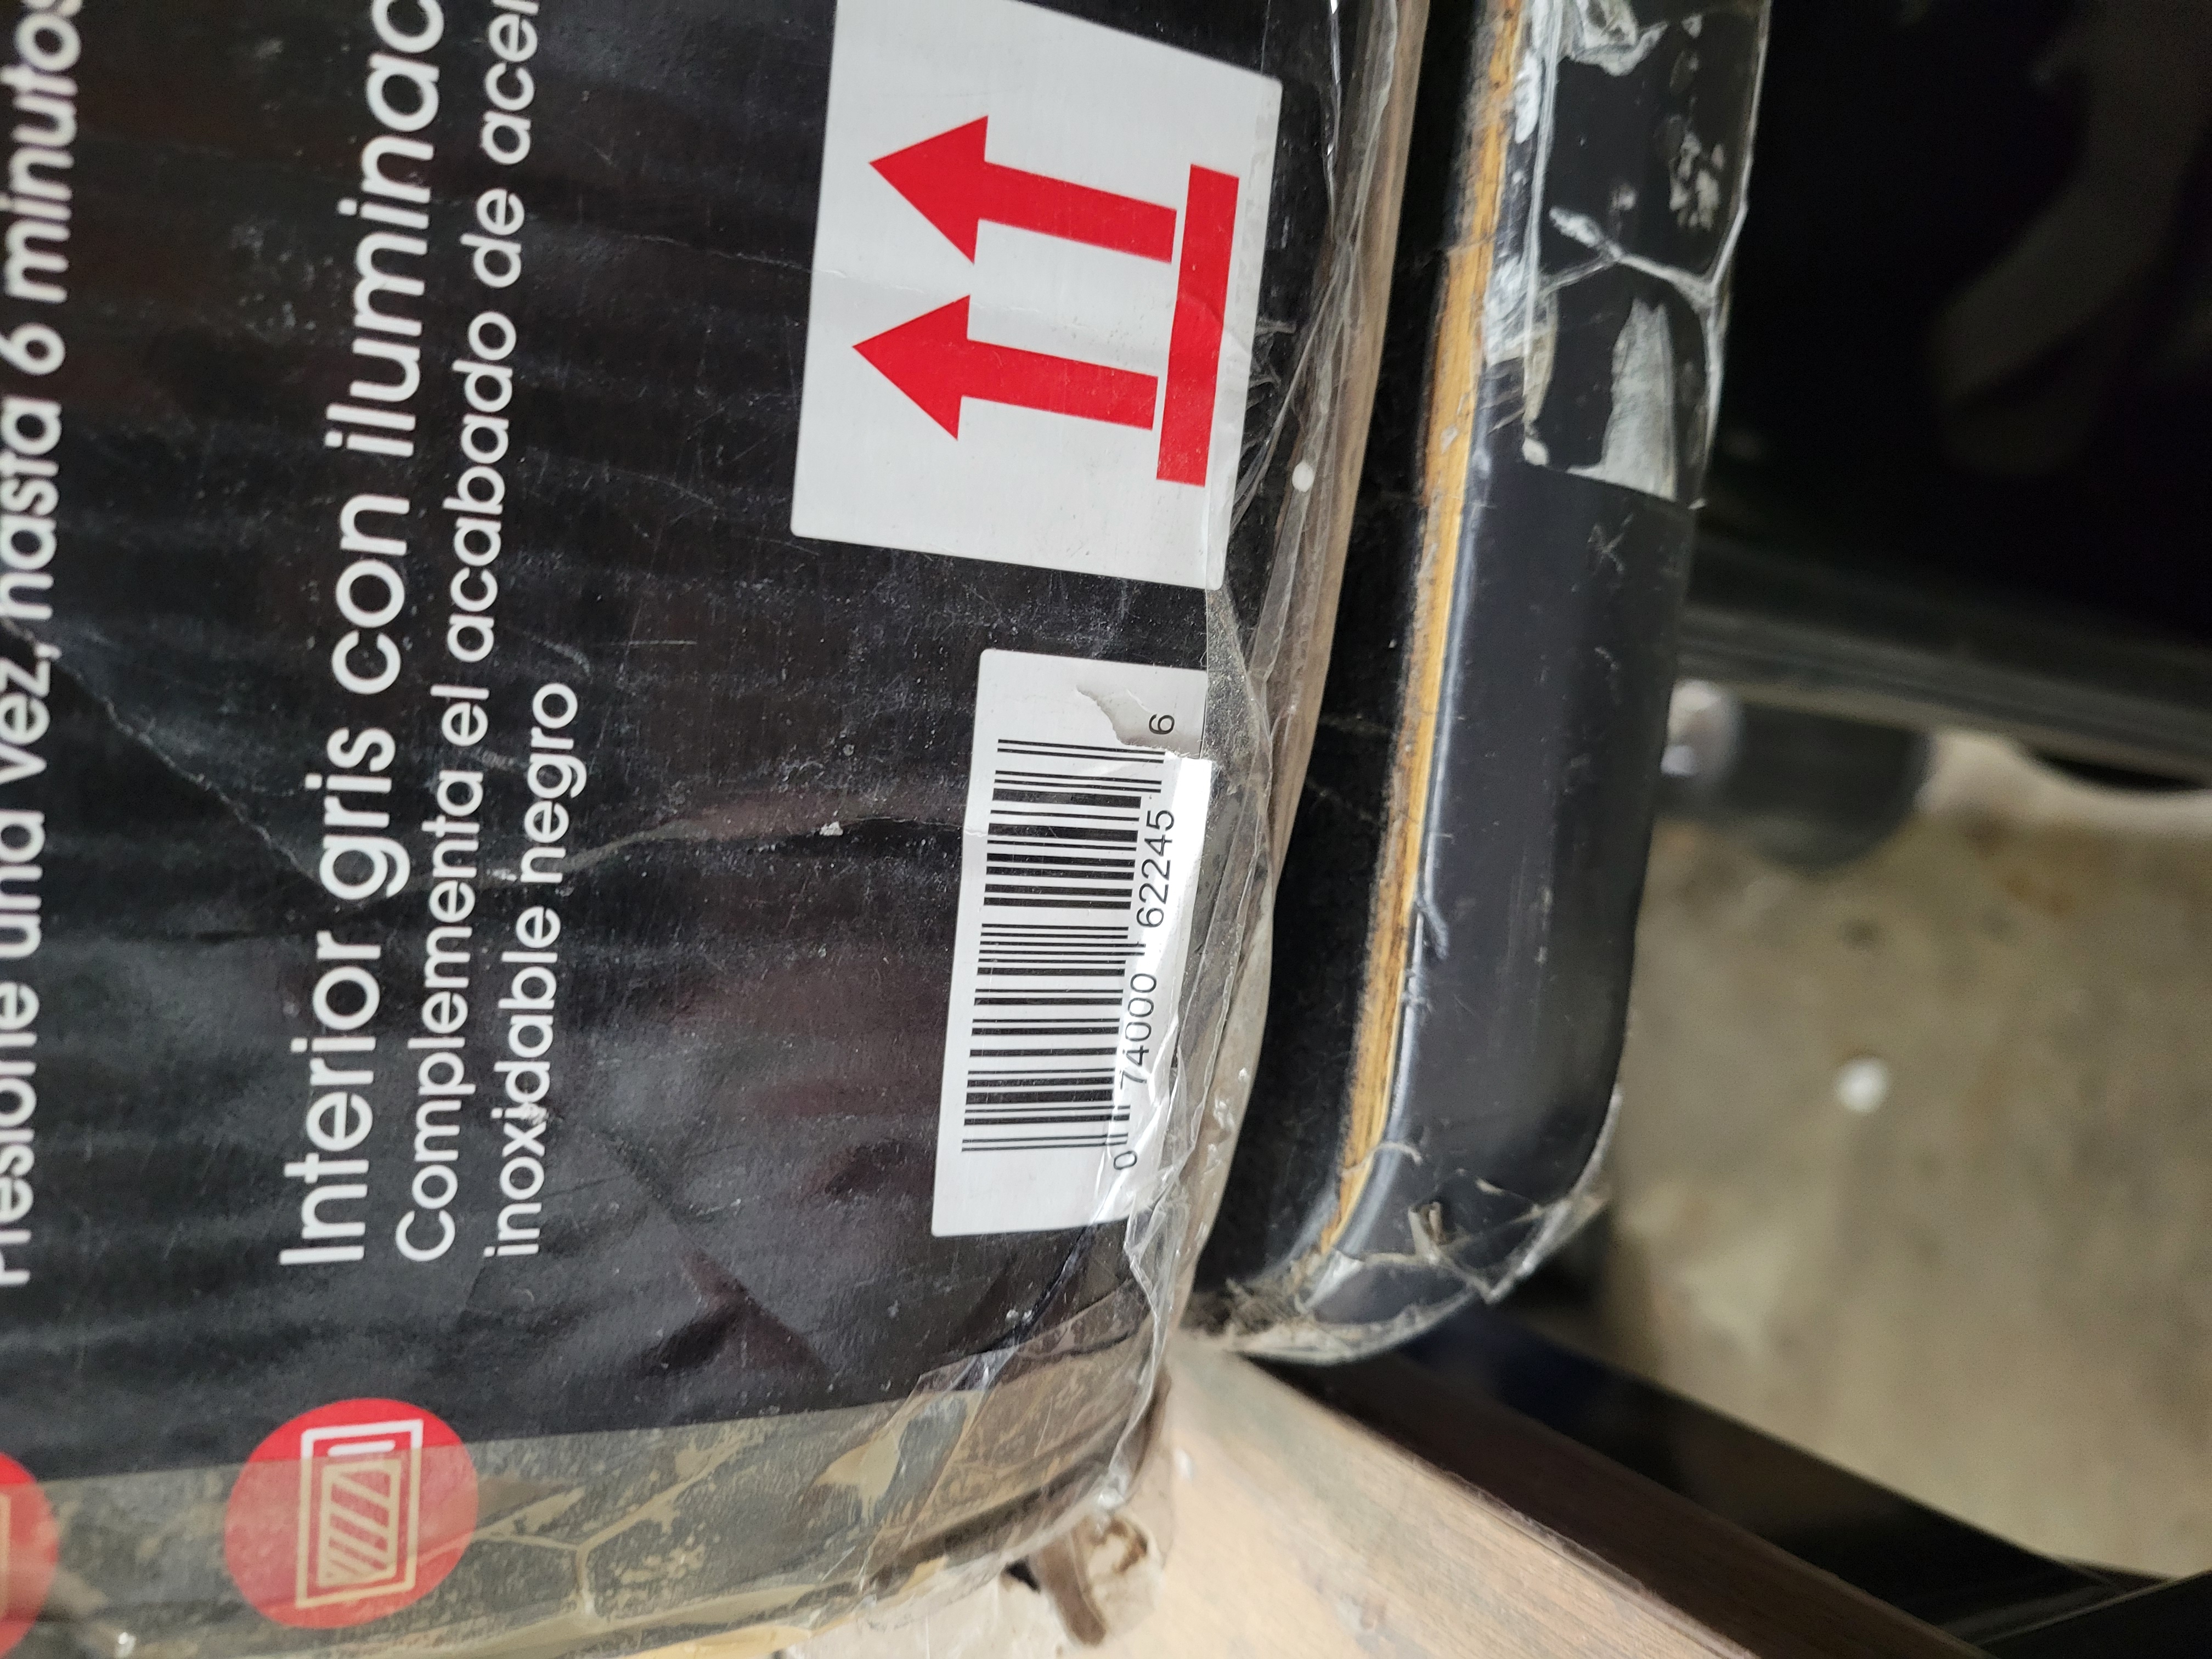 Presione una vez, hasta 6 minutos
Interior gris con iluminac
Complementa el acabado de acer
inoxidable negro
0 74000 62245 6